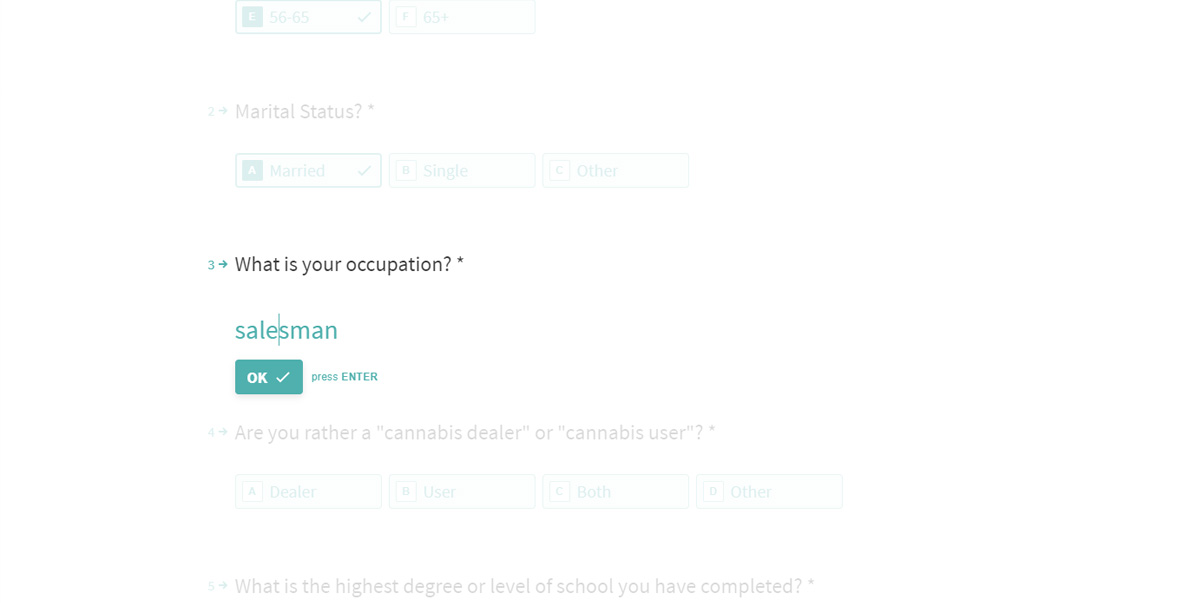 E 56-65 F 65+
2 → Marital Status? *
A Married B Single C Other
3 → What is your occupation? *
salesman
OK press ENTER
4 → Are you rather a "cannabis dealer" or "cannabis user"? *
A Dealer B User C Both D Other
5 → What is the highest degree or level of school you have completed? *